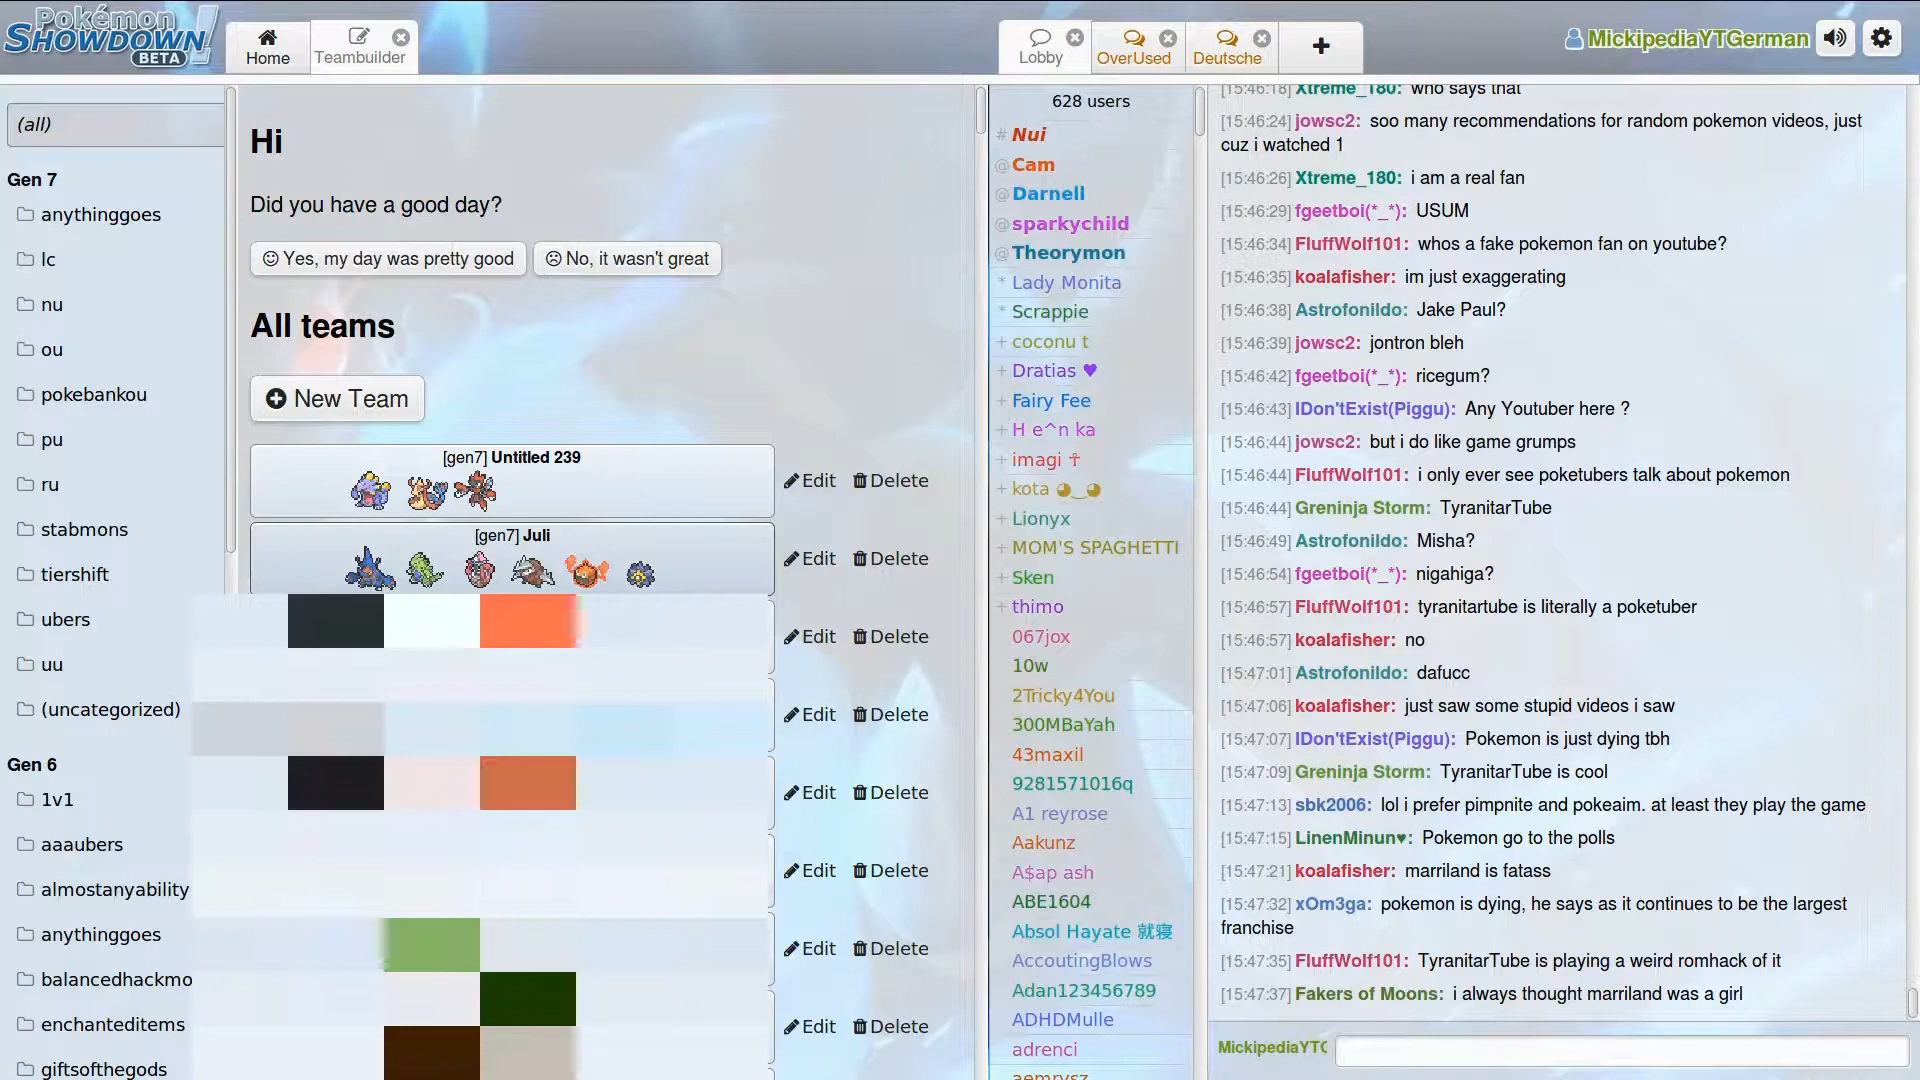 Pokémon
SHOWDOWN!
BETA
Home
Teambuilder
Lobby
OverUsed
Deutsche
MickipediaYTGerman
(all)
Gen 7
anythinggoes
lc
nu
ou
pokebankou
pu
ru
stabmons
tiershift
ubers
uu
(uncategorized)
Gen 6
1v1
aaaubers
almostanyability
anythinggoes
balancedhackmo
enchanteditems
giftsofthegods
Hi
Did you have a good day?
Yes, my day was pretty good
No, it wasn't great
All teams
New Team
[gen7] Untitled 239
Edit Delete
[gen7] Juli
Edit Delete
Edit Delete
Edit Delete
Edit Delete
Edit Delete
Edit Delete
Edit Delete
628 users
# Nui
@ Cam
@ Darnell
@ sparkychild
@ Theorymon
* Lady Monita
* Scrappie
+ coconu t
+ Dratias ♥
+ Fairy Fee
+ H e^n ka
+ imagi ☥
+ kota ◕‿◕
+ Lionyx
+ MOM'S SPAGHETTI
+ Sken
+ thimo
067jox
10w
2Tricky4You
300MBaYah
43maxil
9281571016q
A1 reyrose
Aakunz
A$ap ash
ABE1604
Absol Hayate 就寝
AccoutingBlows
Adan123456789
ADHDMulle
adrenci
aemrysz
[15:46:18] Xtreme_180: who says that
[15:46:24] jowsc2: soo many recommendations for random pokemon videos, just
cuz i watched 1
[15:46:26] Xtreme_180: i am a real fan
[15:46:29] fgeetboi(*_*): USUM
[15:46:34] FluffWolf101: whos a fake pokemon fan on youtube?
[15:46:35] koalafisher: im just exaggerating
[15:46:38] Astrofonildo: Jake Paul?
[15:46:39] jowsc2: jontron bleh
[15:46:42] fgeetboi(*_*): ricegum?
[15:46:43] IDon'tExist(Piggu): Any Youtuber here ?
[15:46:44] jowsc2: but i do like game grumps
[15:46:44] FluffWolf101: i only ever see poketubers talk about pokemon
[15:46:44] Greninja Storm: TyranitarTube
[15:46:49] Astrofonildo: Misha?
[15:46:54] fgeetboi(*_*): nigahiga?
[15:46:57] FluffWolf101: tyranitartube is literally a poketuber
[15:46:57] koalafisher: no
[15:47:01] Astrofonildo: dafucc
[15:47:06] koalafisher: just saw some stupid videos i saw
[15:47:07] IDon'tExist(Piggu): Pokemon is just dying tbh
[15:47:09] Greninja Storm: TyranitarTube is cool
[15:47:13] sbk2006: lol i prefer pimpnite and pokeaim. at least they play the game
[15:47:15] LinenMinun♥: Pokemon go to the polls
[15:47:21] koalafisher: marriland is fatass
[15:47:32] xOm3ga: pokemon is dying, he says as it continues to be the largest
franchise
[15:47:35] FluffWolf101: TyranitarTube is playing a weird romhack of it
[15:47:37] Fakers of Moons: i always thought marriland was a girl
MickipediaYTG